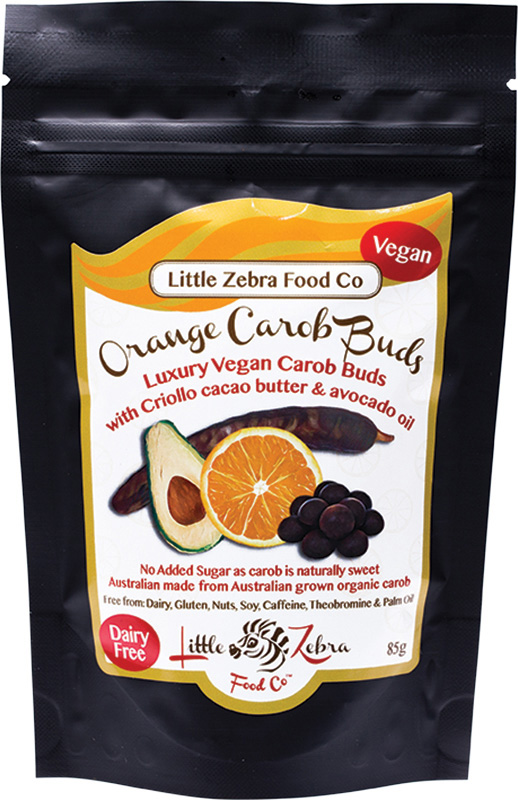 Vegan
Little Zebra Food Co
Orange Carob Buds
Luxury Vegan Carob Buds
with Criollo cacao butter & avocado oil
No Added Sugar as carob is naturally sweet
Australian made from Australian grown organic carob
Free from: Dairy, Gluten, Nuts, Soy, Caffeine, Theobromine & Palm Oil
Dairy
Free
Little Zebra
Food Co™
85g